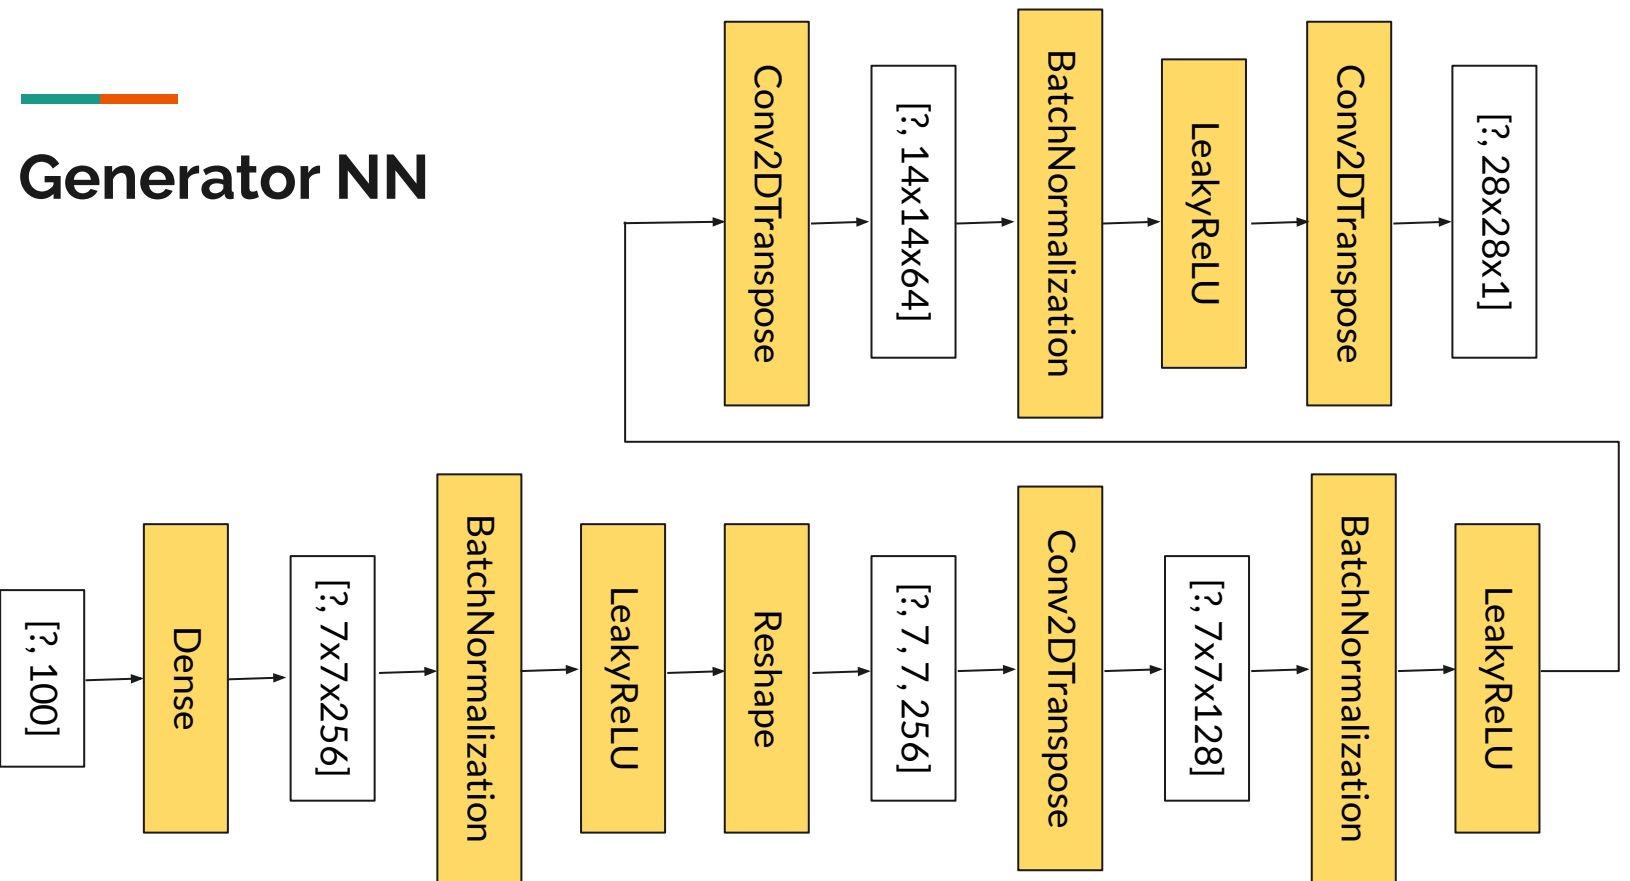 Generator NN
[?, 100]
Dense
[?, 7x7x256]
BatchNormalization
LeakyReLU
Reshape
[?, 7, 7, 256]
Conv2DTranspose
[?, 7x7x128]
BatchNormalization
LeakyReLU
Conv2DTranspose
[?, 14x14x64]
BatchNormalization
LeakyReLU
Conv2DTranspose
[?, 28x28x1]